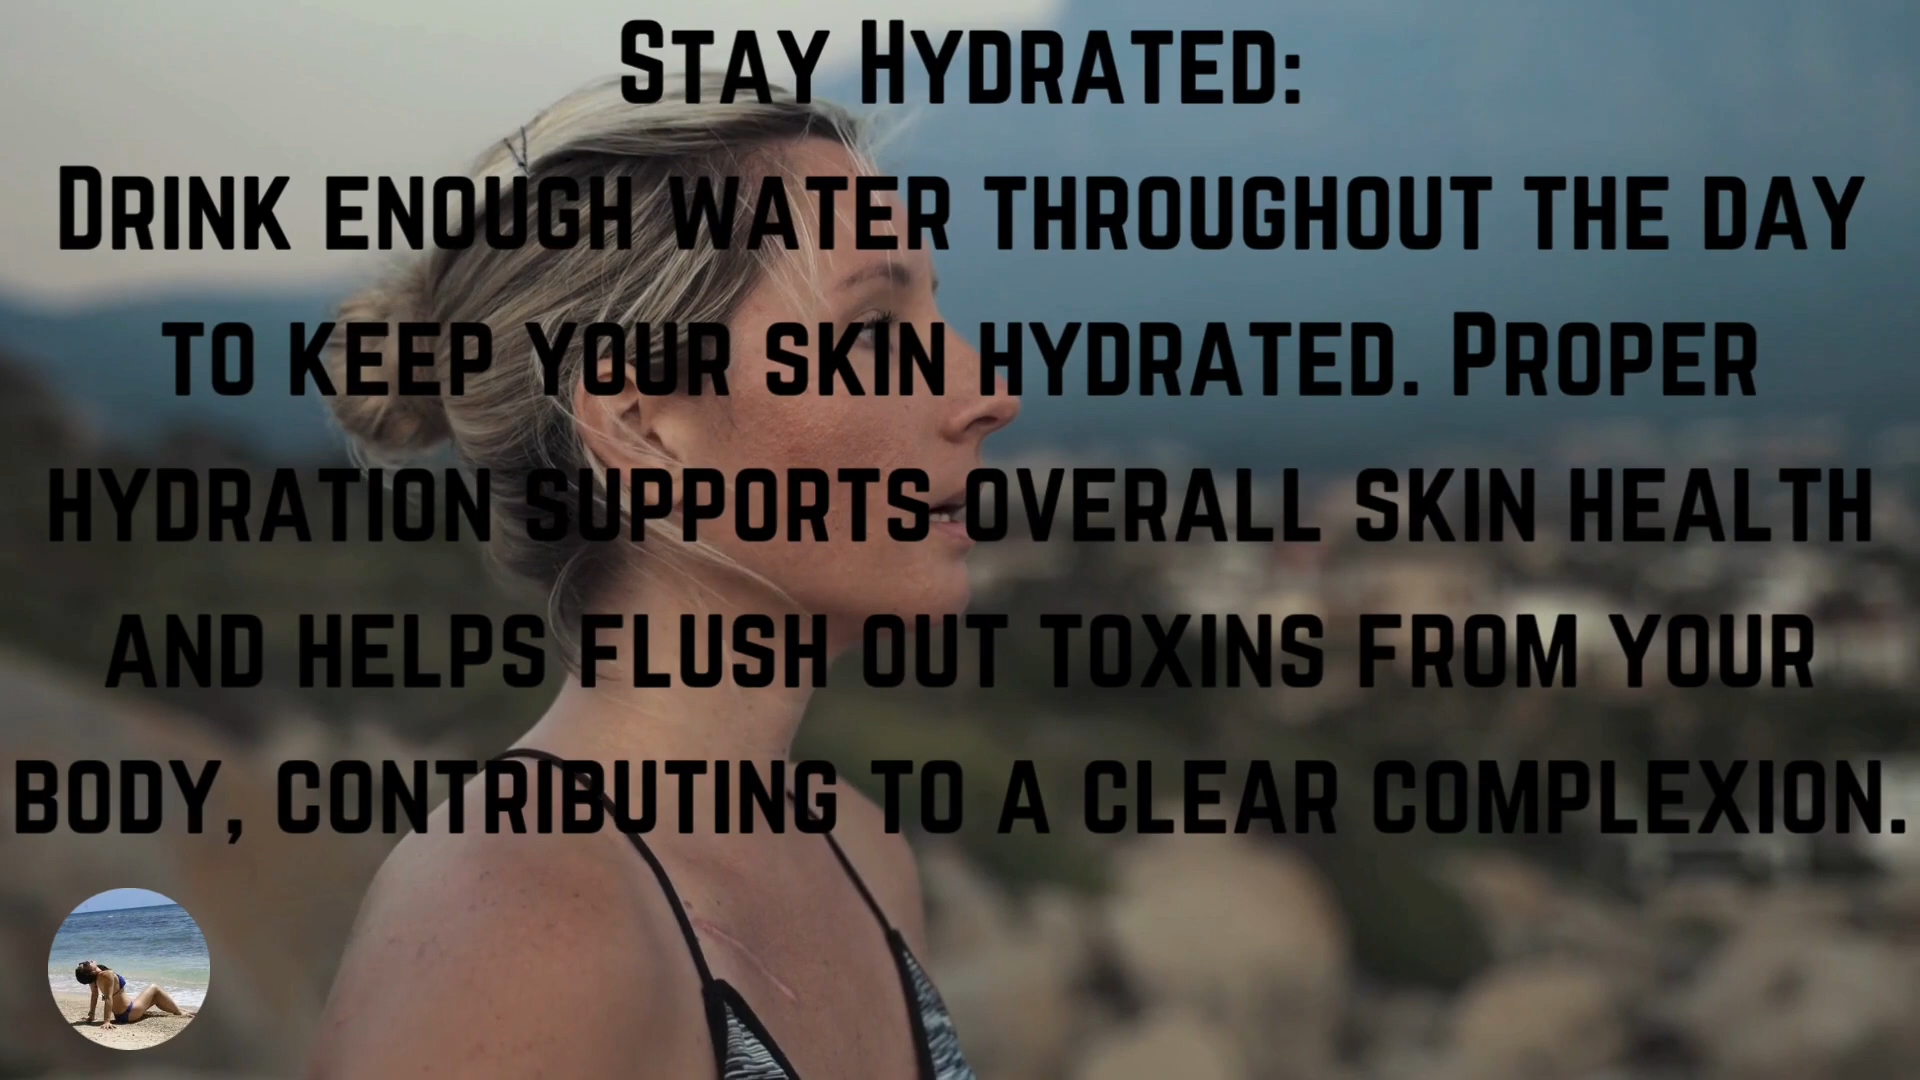 Stay Hydrated:
Drink enough water throughout the day
to keep your skin hydrated. Proper
hydration supports overall skin health
and helps flush out toxins from your
body, contributing to a clear complexion.